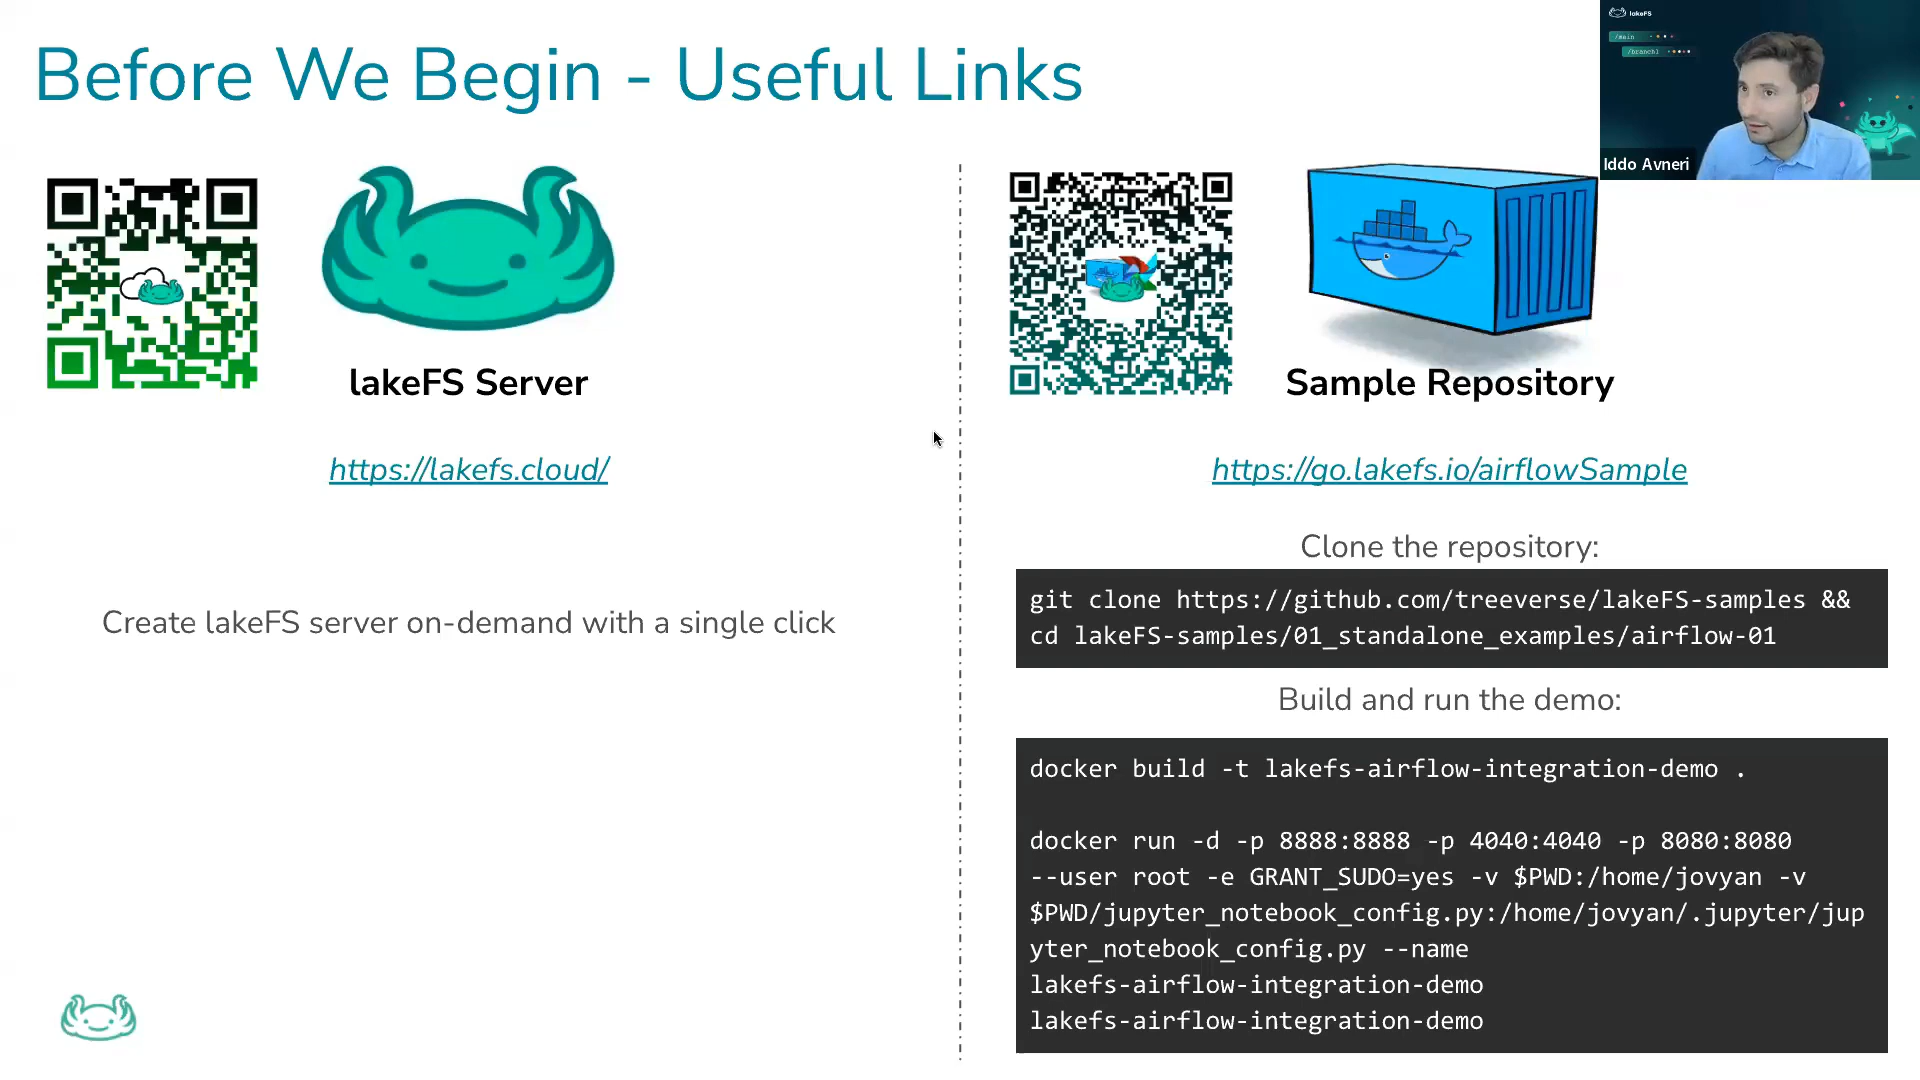 Before We Begin - Useful Links
lakeFS
/main
/branch1
Iddo Avneri
lakeFS Server
https://lakefs.cloud/
Create lakeFS server on-demand with a single click
Sample Repository
https://go.lakefs.io/airflowSample
Clone the repository:
git clone https://github.com/treeverse/lakeFS-samples &&
cd lakeFS-samples/01_standalone_examples/airflow-01
Build and run the demo:
docker build -t lakefs-airflow-integration-demo .
docker run -d -p 8888:8888 -p 4040:4040 -p 8080:8080
--user root -e GRANT_SUDO=yes -v $PWD:/home/jovyan -v
$PWD/jupyter_notebook_config.py:/home/jovyan/.jupyter/jup
yter_notebook_config.py --name
lakefs-airflow-integration-demo
lakefs-airflow-integration-demo